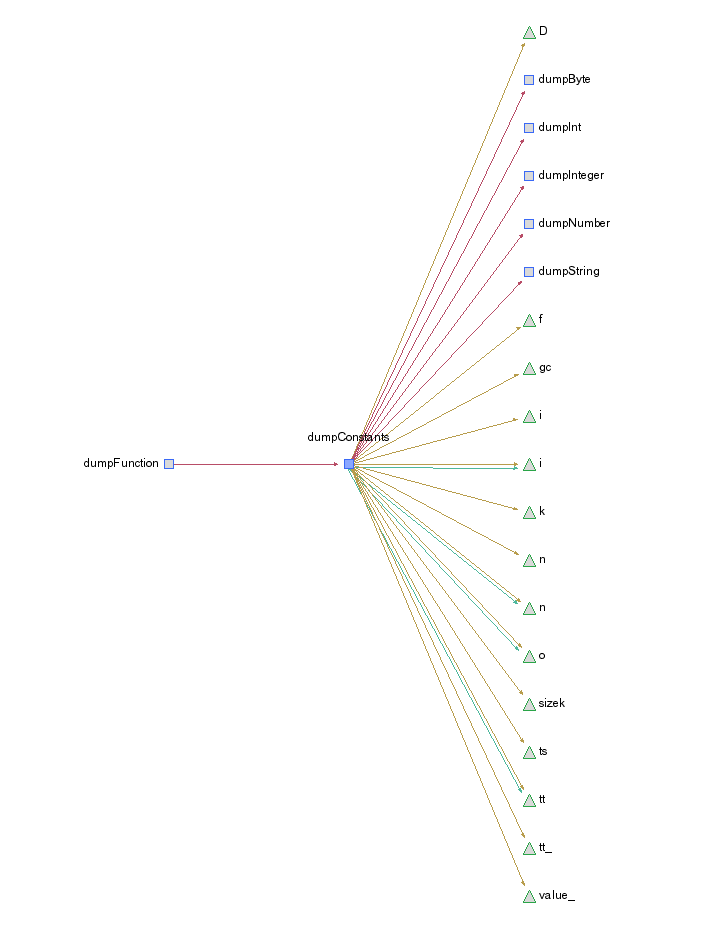 D
dumpByte
dumpInt
dumpInteger
dumpNumber
dumpString
f
gc
i
dumpConstants
dumpFunction
i
k
n
n
o
sizek
ts
tt
tt_
value_